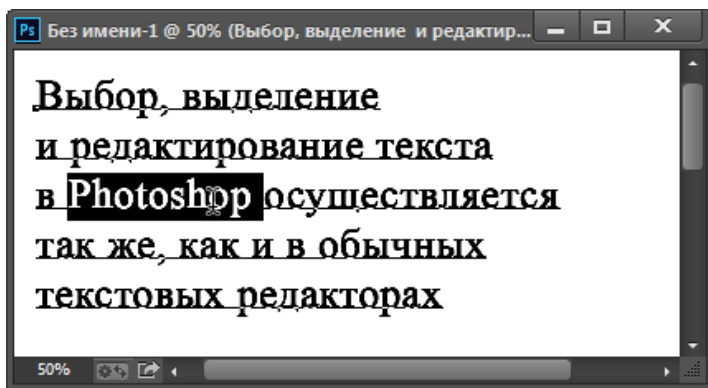 Ps Без имени-1 @ 50% (Выбор, выделение и редактир...
Выбор, выделение
и редактирование текста
в Photoshop осуществляется
так же, как и в обычных
текстовых редакторах
50%